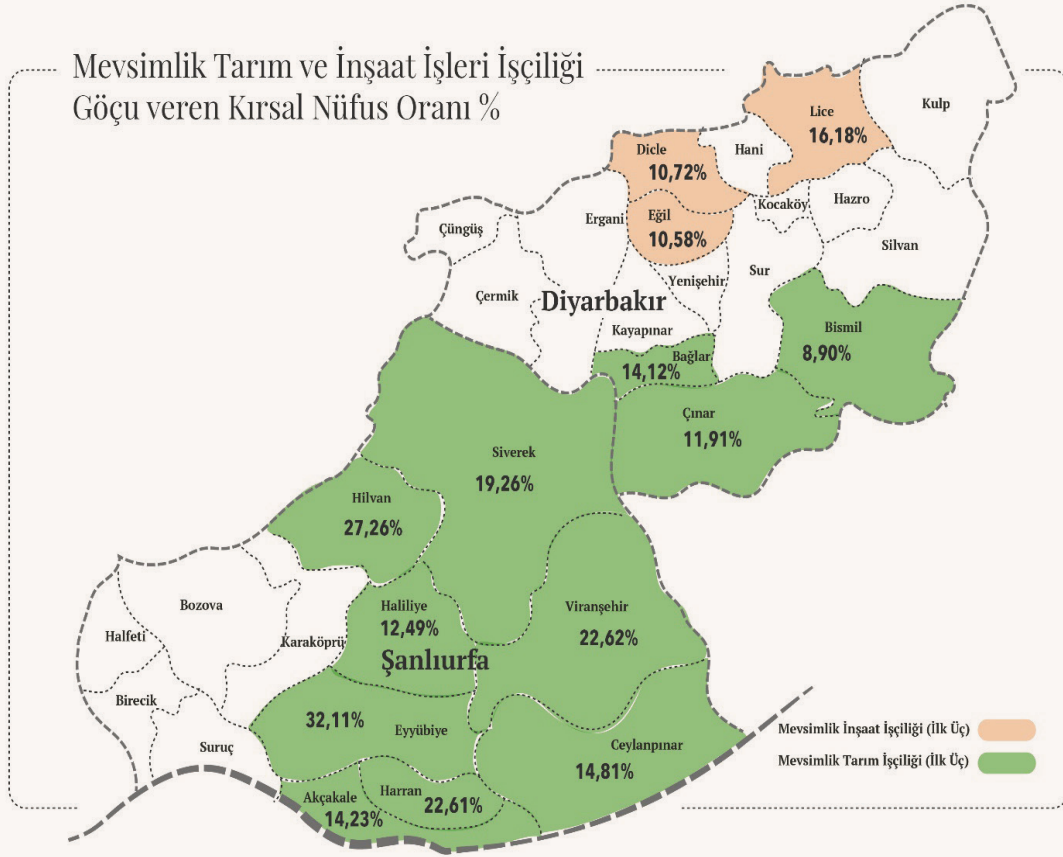 Mevsimlik Tarım ve İnşaat İşleri İşçiliği
Göçu veren Kırsal Nüfus Oranı %
Kulp
Lice
16,18%
Hani
Dicle
10,72%
Kocaköy
Hazro
Ergani
Eğil
10,58%
Çüngüş
Silvan
Sur
Yenişehir
Çermik
Diyarbakır
Kayapınar
Bismil
8,90%
Bağlar
14,12%
Çınar
11,91%
Siverek
19,26%
Hilvan
27,26%
Bozova
Haliliye
12,49%
Viranşehir
22,62%
Halfeti
Karaköprü
Şanlıurfa
Birecik
32,11%
Eyyübiye
Suruç
Ceylanpınar
14,81%
Harran
22,61%
Akçakale
14,23%
Mevsimlik İnşaat İşçiliği (İlk Üç)
Mevsimlik Tarım İşçiliği (İlk Üç)